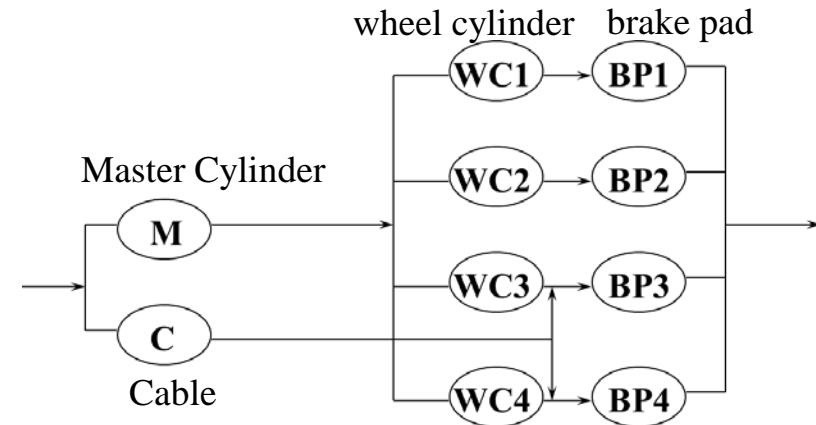 wheel cylinder brake pad
WC1 BP1
WC2 BP2
Master Cylinder
M
WC3 BP3
C
Cable
WC4 BP4